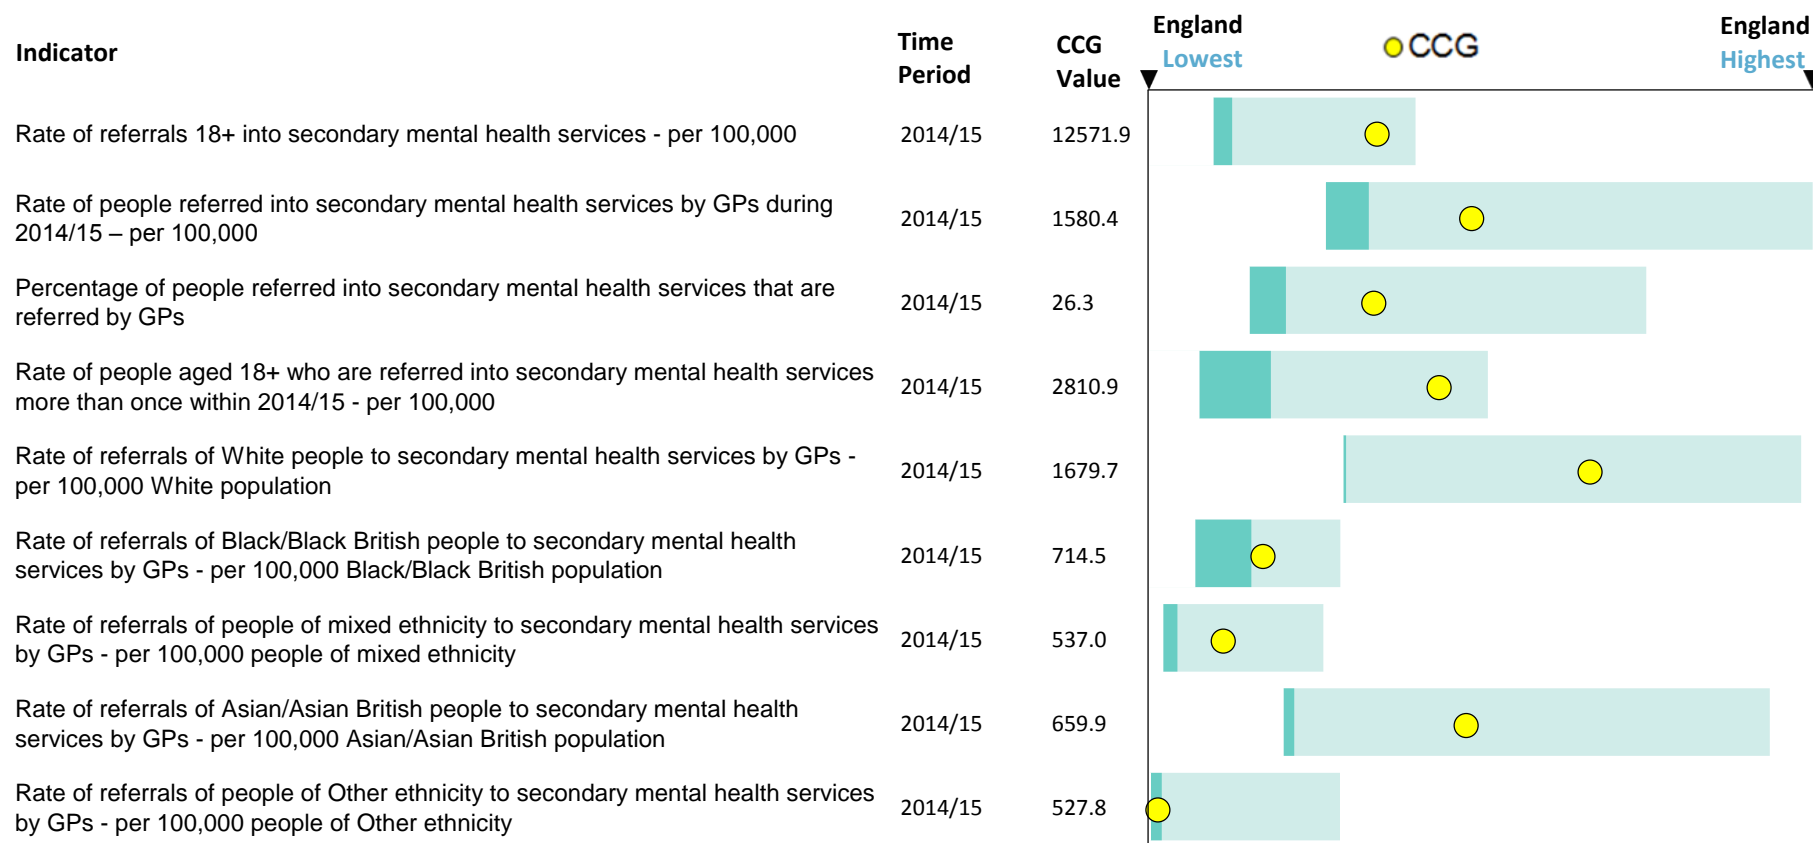 Indicator
Time Period
CCG Value
England Lowest
CCG
England Highest
Rate of referrals 18+ into secondary mental health services - per 100,000
2014/15
12571.9
Rate of people referred into secondary mental health services by GPs during
2014/15 – per 100,000
2014/15
1580.4
Percentage of people referred into secondary mental health services that are
referred by GPs
2014/15
26.3
Rate of people aged 18+ who are referred into secondary mental health services
more than once within 2014/15 - per 100,000
2014/15
2810.9
Rate of referrals of White people to secondary mental health services by GPs -
per 100,000 White population
2014/15
1679.7
Rate of referrals of Black/Black British people to secondary mental health
services by GPs - per 100,000 Black/Black British population
2014/15
714.5
Rate of referrals of people of mixed ethnicity to secondary mental health services
by GPs - per 100,000 people of mixed ethnicity
2014/15
537.0
Rate of referrals of Asian/Asian British people to secondary mental health
services by GPs - per 100,000 Asian/Asian British population
2014/15
659.9
Rate of referrals of people of Other ethnicity to secondary mental health services
by GPs - per 100,000 people of Other ethnicity
2014/15
527.8